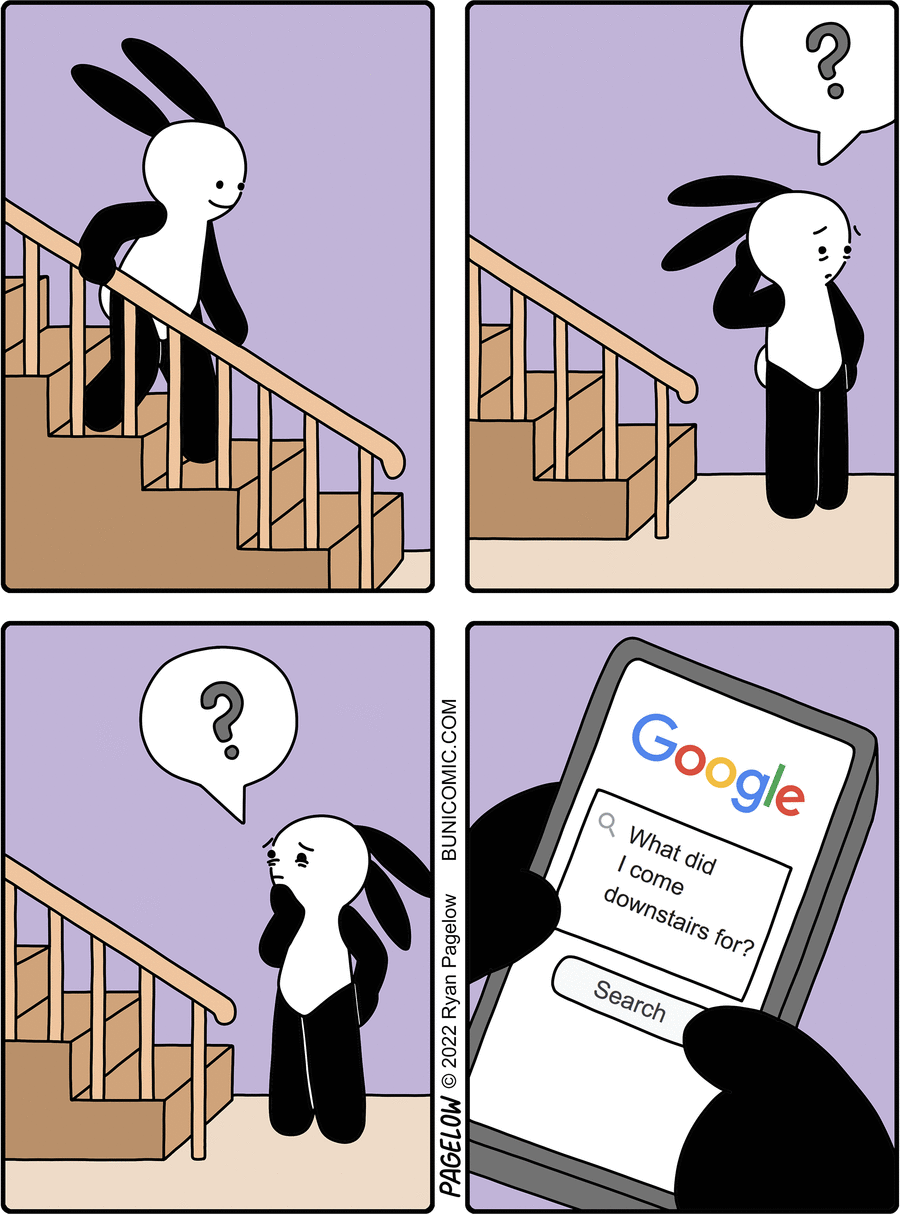 ?
?
Google
What did
I come
downstairs for?
Search
PAGELOW © 2022 Ryan Pagelow BUNICOMIC.COM